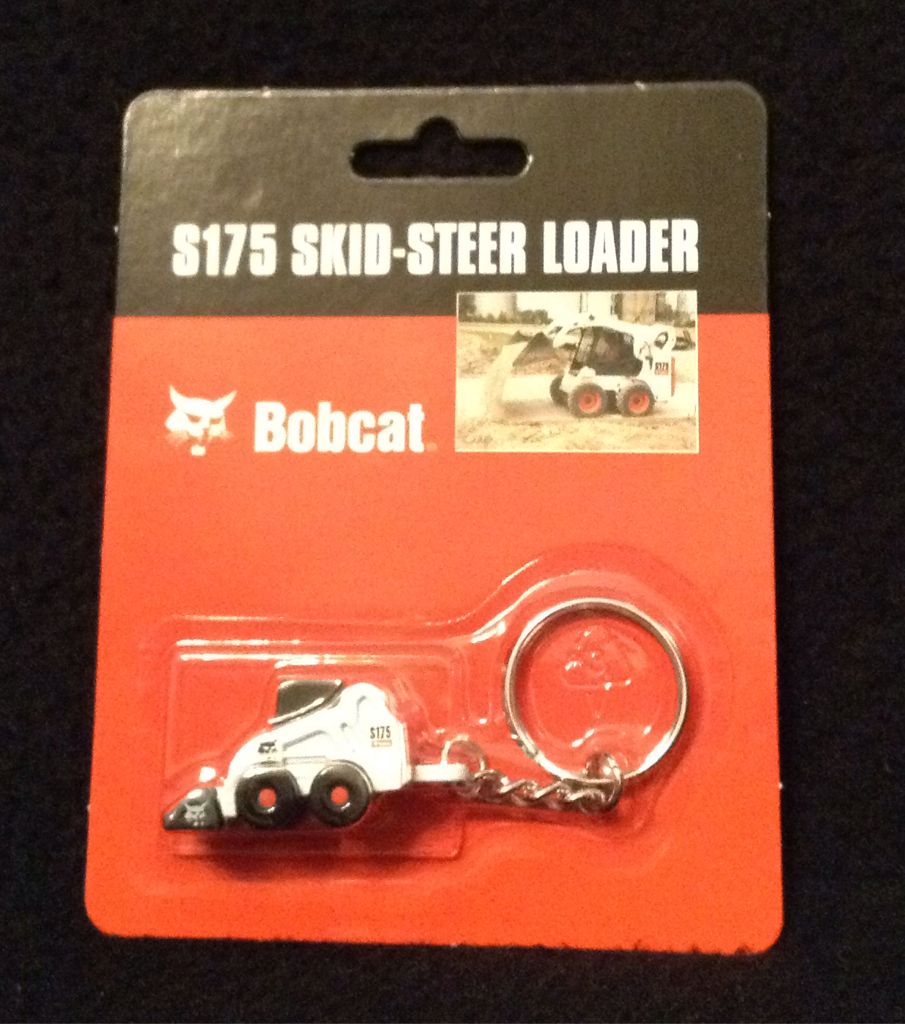 S175 SKID-STEER LOADER
Bobcat
S175